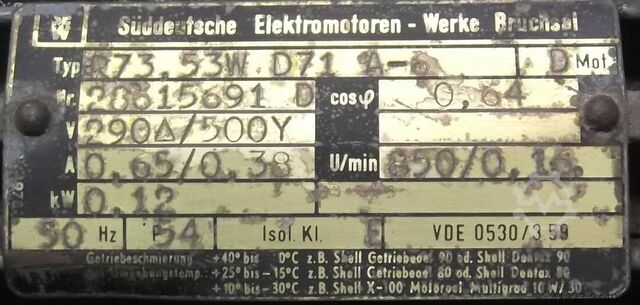 Süddeutsche Elektromotoren - Werke Bruchsal
Typ R73,53W D71 A-6 D Mot.
Nr. 28615691 D cosφ 0,64
V 290Δ/500Y
A 0,65/0,38 U/min 850/0,16
kW 0,12
50 Hz P 54 Isol. Kl. E VDE 0530/3.59
Getriebeschmierung +40° bis 0°C z.B. Shell Getriebeoel 90 od. Shell Dentax 90
bei Umgebungstemp.: +25° bis -15°C z.B. Shell Getriebeoel 80 od. Shell Dentax 80
+10° bis -30°C z.B. Shell X-100 Motoroel Multigrad 10 W/30